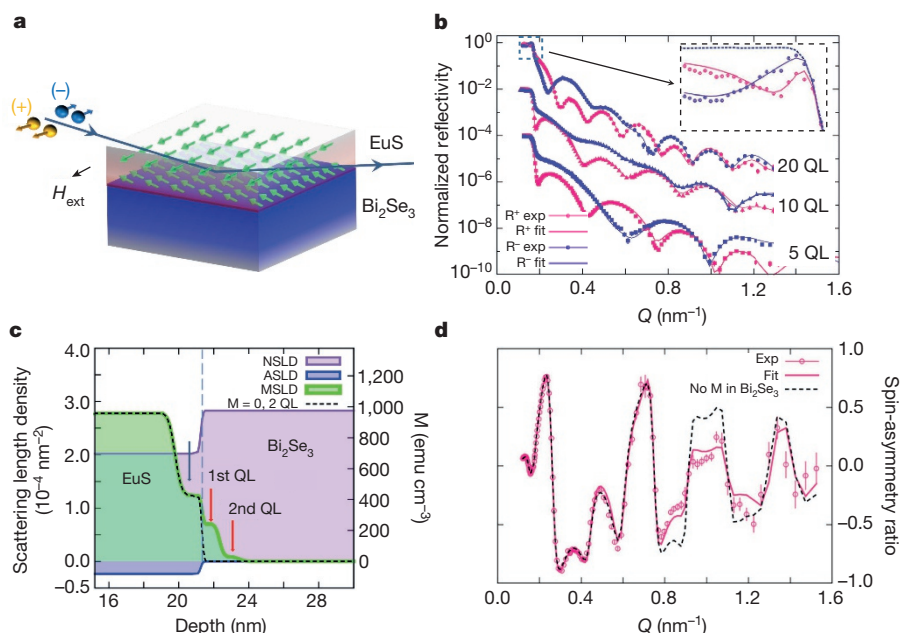 a
(−)
(+)
EuS
H_ext
Bi₂Se₃
b
Normalized reflectivity
10⁰
10⁻²
10⁻⁴
10⁻⁶
10⁻⁸
10⁻¹⁰
20 QL
10 QL
5 QL
R⁺ exp
R⁺ fit
R⁻ exp
R⁻ fit
0 0.4 0.8 1.2 1.6
Q (nm⁻¹)
c
Scattering length density
(10⁻⁴ nm⁻²)
4.0
3.0
2.0
1.0
0.0
−0.5
NSLD
ASLD
MSLD
M = 0, 2 QL
EuS
Bi₂Se₃
1st QL
2nd QL
1,200
1,000
800
600
400
200
0
M (emu cm⁻³)
16 20 24 28 30
Depth (nm)
d
Exp
Fit
No M in Bi₂Se₃
1.0
0.5
0.0
−0.5
−1.0
Spin-asymmetry ratio
0 0.4 0.8 1.2 1.6
Q (nm⁻¹)